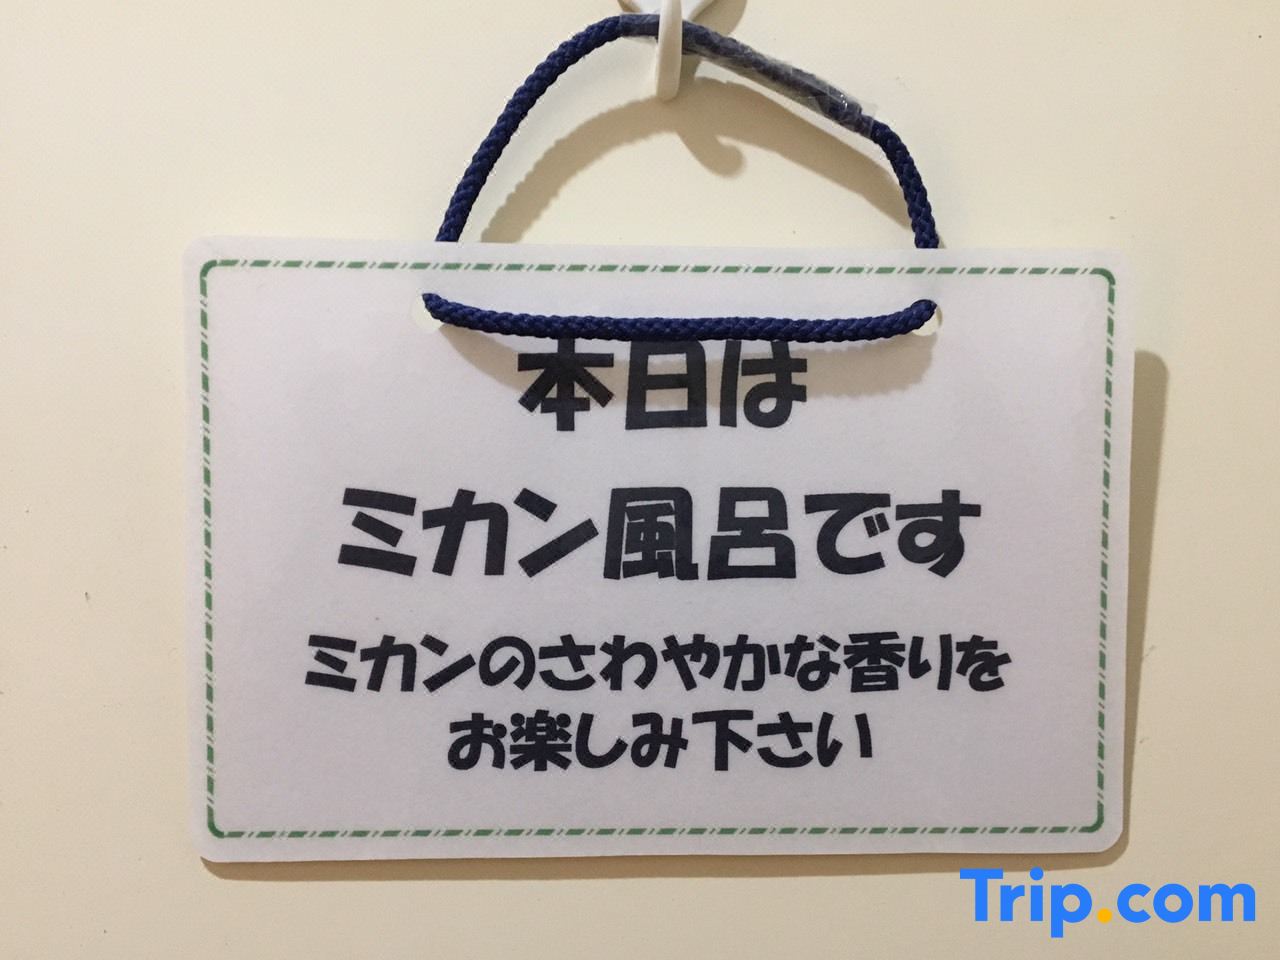 本日は
ミカン風呂です
ミカンのさわやかな香りを
お楽しみ下さい
Trip.com